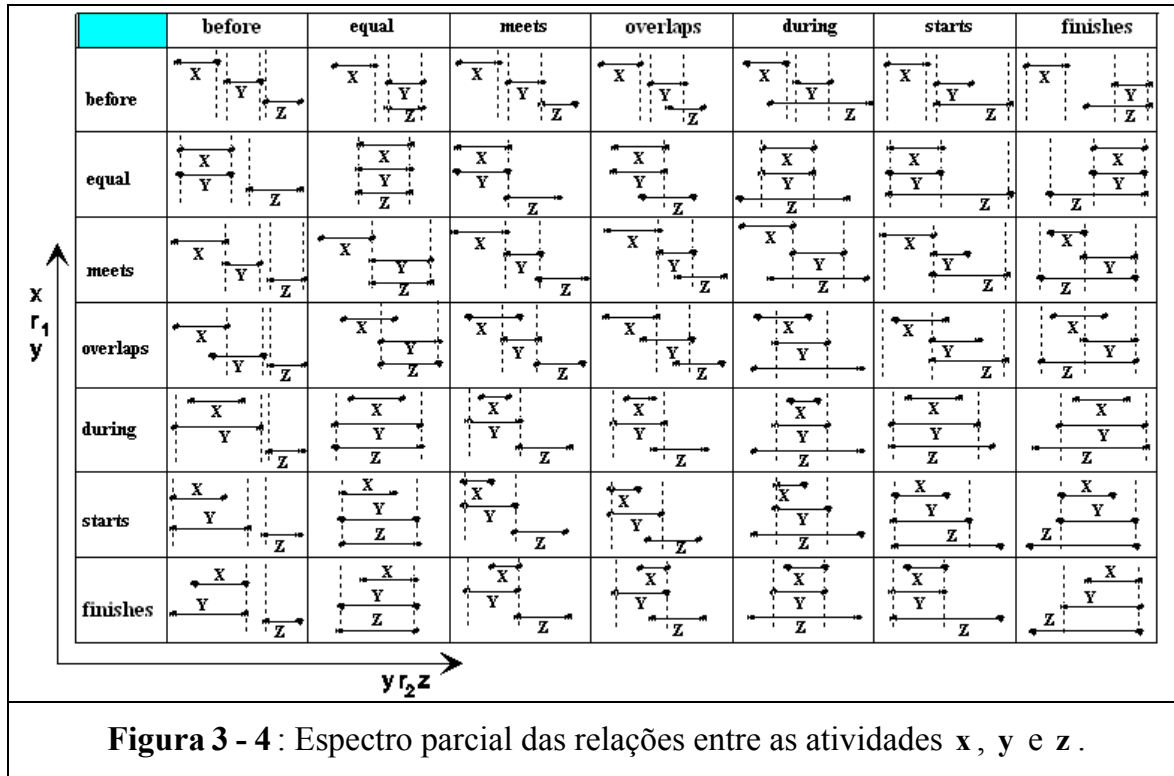 before equal meets overlaps during starts finishes
before X Y Z X Y Z X Y Z X Y Z X Y Z X Y Z X Y Z
equal X Y Z X Y Z X Y Z X Y Z X Y Z X Y Z X Y Z
meets X Y Z X Y Z X Y Z X Y Z X Y Z X Y Z X Y Z
overlaps X Y Z X Y Z X Y Z X Y Z X Y Z X Y Z X Y Z
during X Y Z X Y Z X Y Z X Y Z X Y Z X Y Z X Y Z
starts X Y Z X Y Z X Y Z X Y Z X Y Z X Y Z X Y Z
finishes X Y Z X Y Z X Y Z X Y Z X Y Z X Y Z X Y Z
x
r1
y
y r2 z
Figura 3 - 4 : Espectro parcial das relações entre as atividades x , y e z .